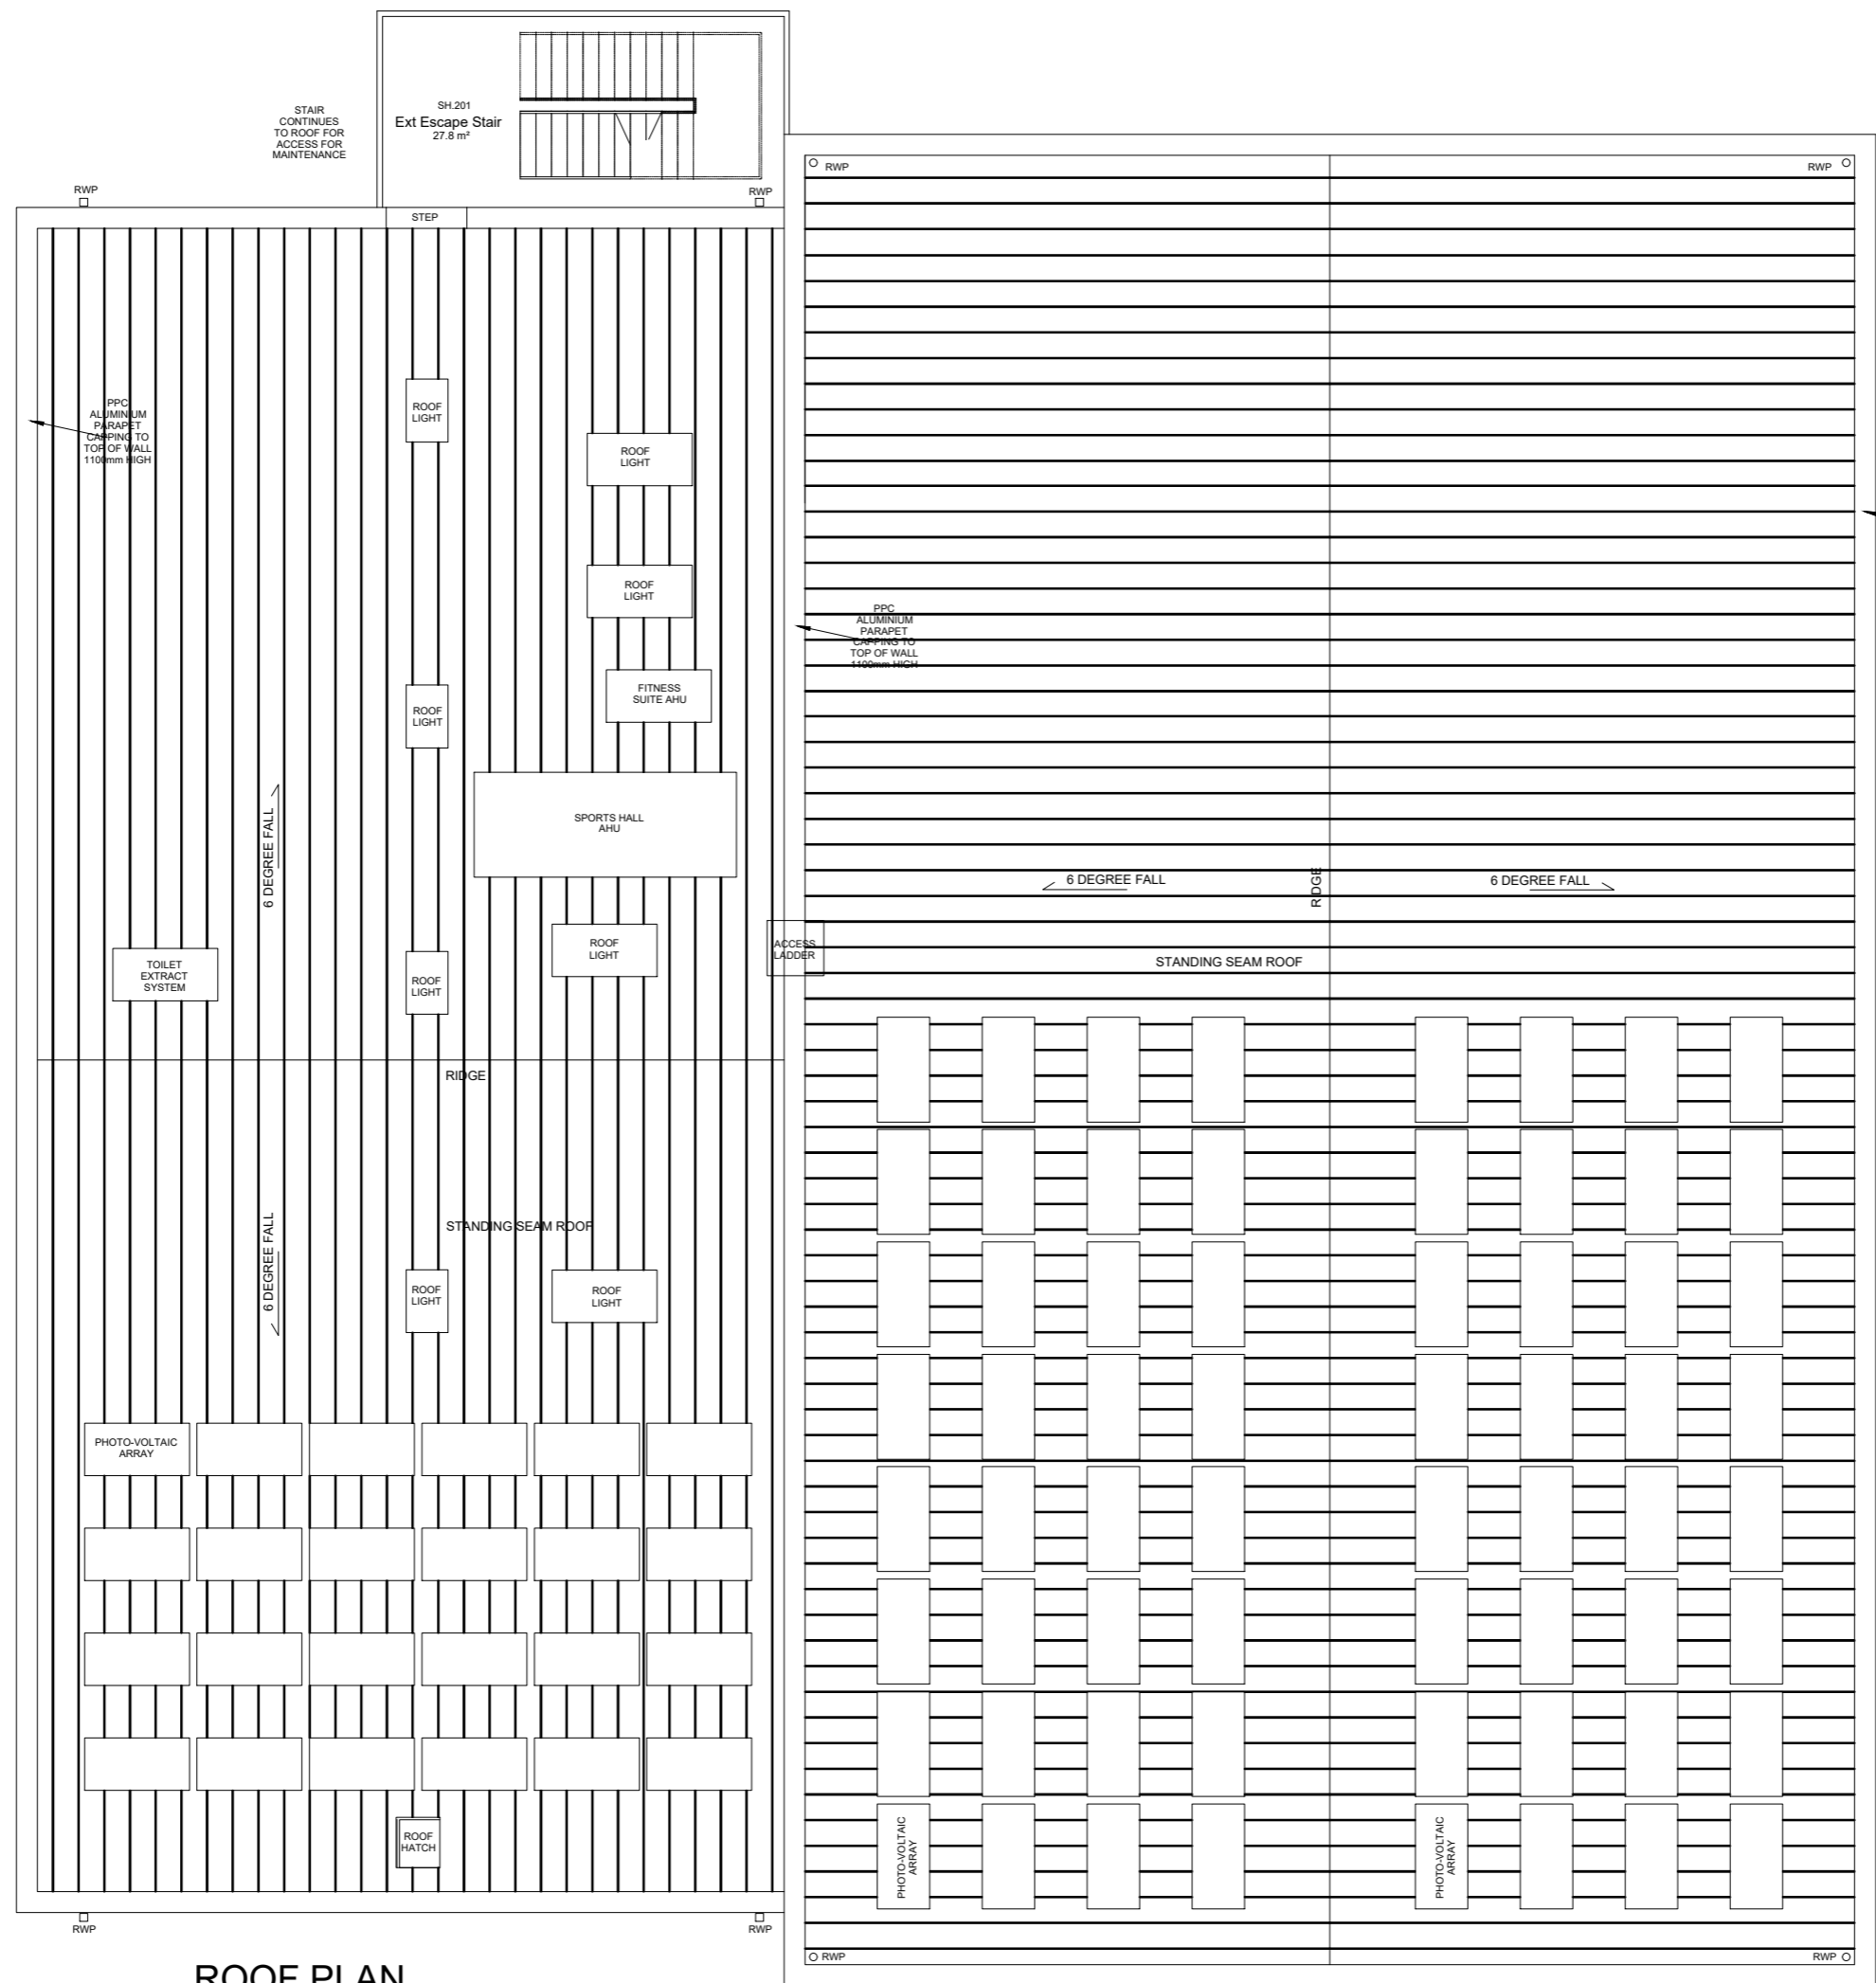 STAIR
CONTINUES
TO ROOF FOR
ACCESS FOR
MAINTENANCE
SH.201
Ext Escape Stair
27.8 m²
RWP
RWP
STEP
RWP
RWP
PPC
ALUMINIUM
PARAPET
CAPPING TO
TOP OF WALL
1100mm HIGH
ROOF
LIGHT
ROOF
LIGHT
ROOF
LIGHT
PPC
ALUMINIUM
PARAPET
CAPPING TO
TOP OF WALL
1100mm HIGH
FITNESS
SUITE AHU
ROOF
LIGHT
SPORTS HALL
AHU
6 DEGREE FALL
6 DEGREE FALL
RIDGE
6 DEGREE FALL
TOILET
EXTRACT
SYSTEM
ROOF
LIGHT
ROOF
LIGHT
ACCESS
LADDER
STANDING SEAM ROOF
RIDGE
6 DEGREE FALL
STANDING SEAM ROOF
ROOF
LIGHT
ROOF
LIGHT
PHOTO-VOLTAIC
ARRAY
ROOF
HATCH
PHOTO-VOLTAIC
ARRAY
PHOTO-VOLTAIC
ARRAY
RWP
RWP
RWP
RWP
ROOF PLAN